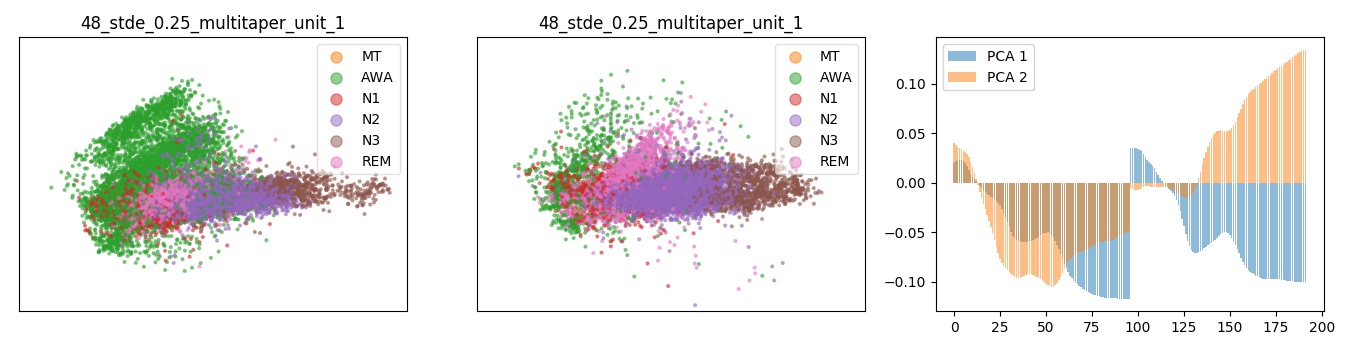 48_stde_0.25_multitaper_unit_1
MT
AWA
N1
N2
N3
REM
48_stde_0.25_multitaper_unit_1
MT
AWA
N1
N2
N3
REM
PCA 1
PCA 2
0.10
0.05
0.00
−0.05
−0.10
0 25 50 75 100 125 150 175 200